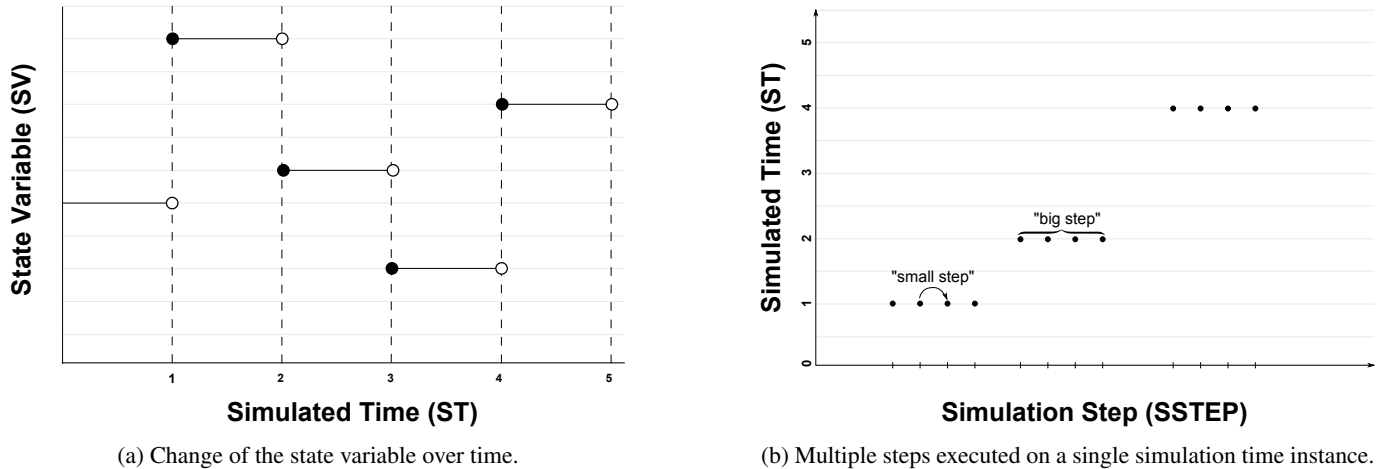 State Variable (SV)
1
2
3
4
5
Simulated Time (ST)
(a) Change of the state variable over time.
Simulated Time (ST)
5
4
3
2
1
0
"big step"
"small step"
Simulation Step (SSTEP)
(b) Multiple steps executed on a single simulation time instance.